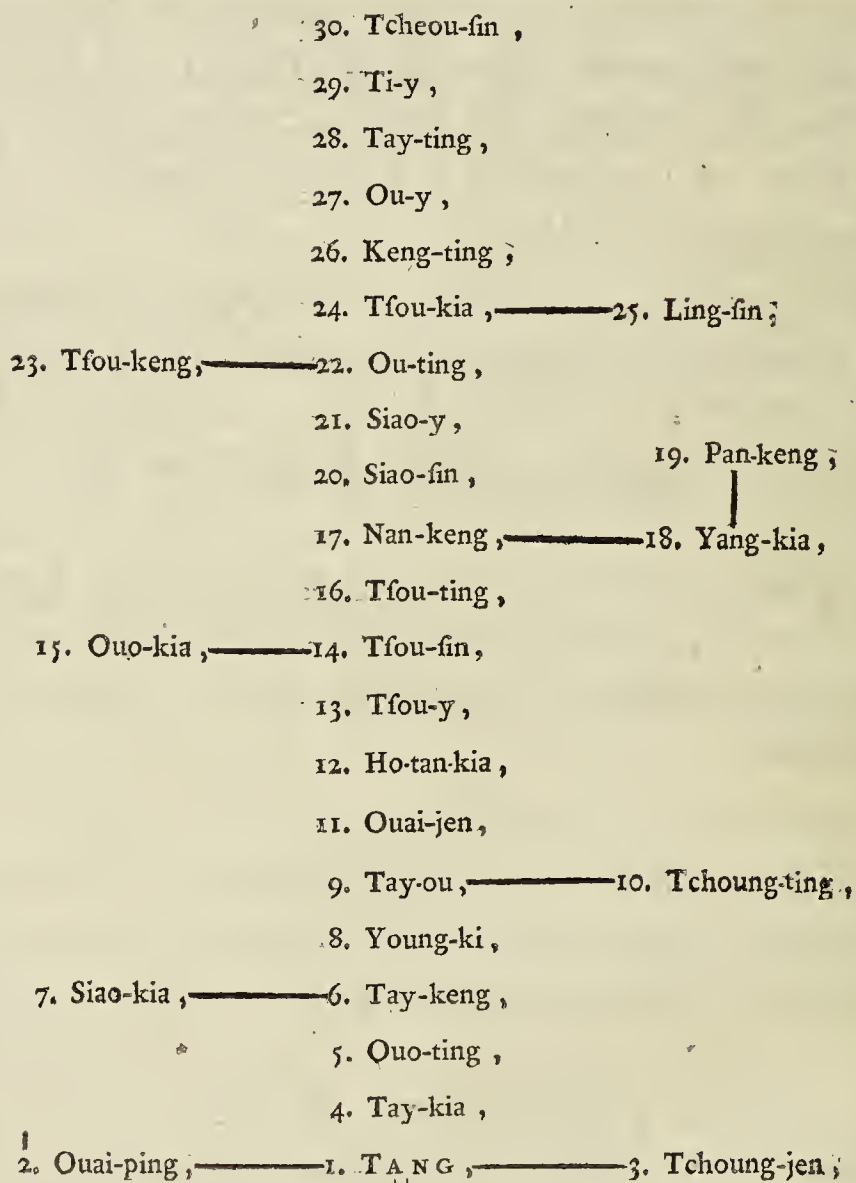 30. Tcheou-ſin ,
29. Ti-y ,
28. Tay-ting ,
27. Ou-y ,
26. Keng-ting ;
24. Tſou-kia , 25. Ling-ſin ;
23. Tſou-keng, 22. Ou-ting ,
21. Siao-y ,
19. Pan-keng ;
20. Siao-ſin ,
17. Nan-keng , 18. Yang-kia ,
16. Tſou-ting ,
15. Ouo-kia , 14. Tſou-ſin ,
13. Tſou-y ,
12. Ho-tan-kia ,
11. Ouai-jen ,
9. Tay-ou , 10. Tchoung-ting ,
8. Young-ki ,
7. Siao-kia , 6. Tay-keng ,
5. Ouo-ting ,
4. Tay-kia ,
2. Ouai-ping , 1. TANG , 3. Tchoung-jen ;